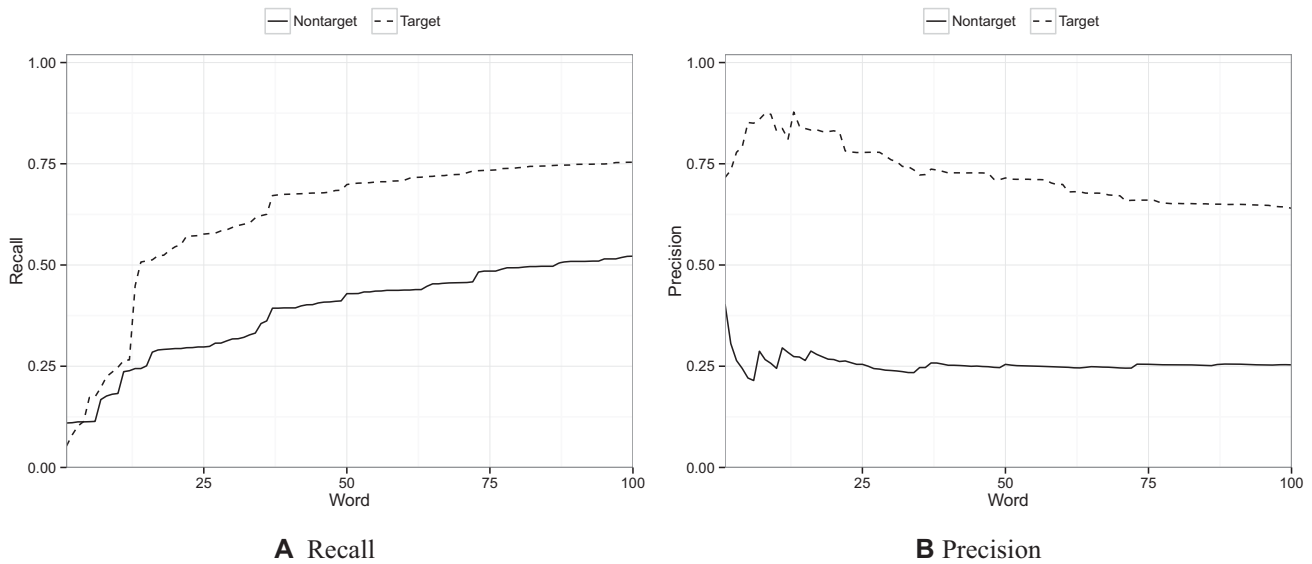 Nontarget Target
1.00
0.75
0.50
0.25
0.00
Recall
25 50 75 100
Word
A Recall
Nontarget Target
1.00
0.75
0.50
0.25
0.00
Precision
25 50 75 100
Word
B Precision